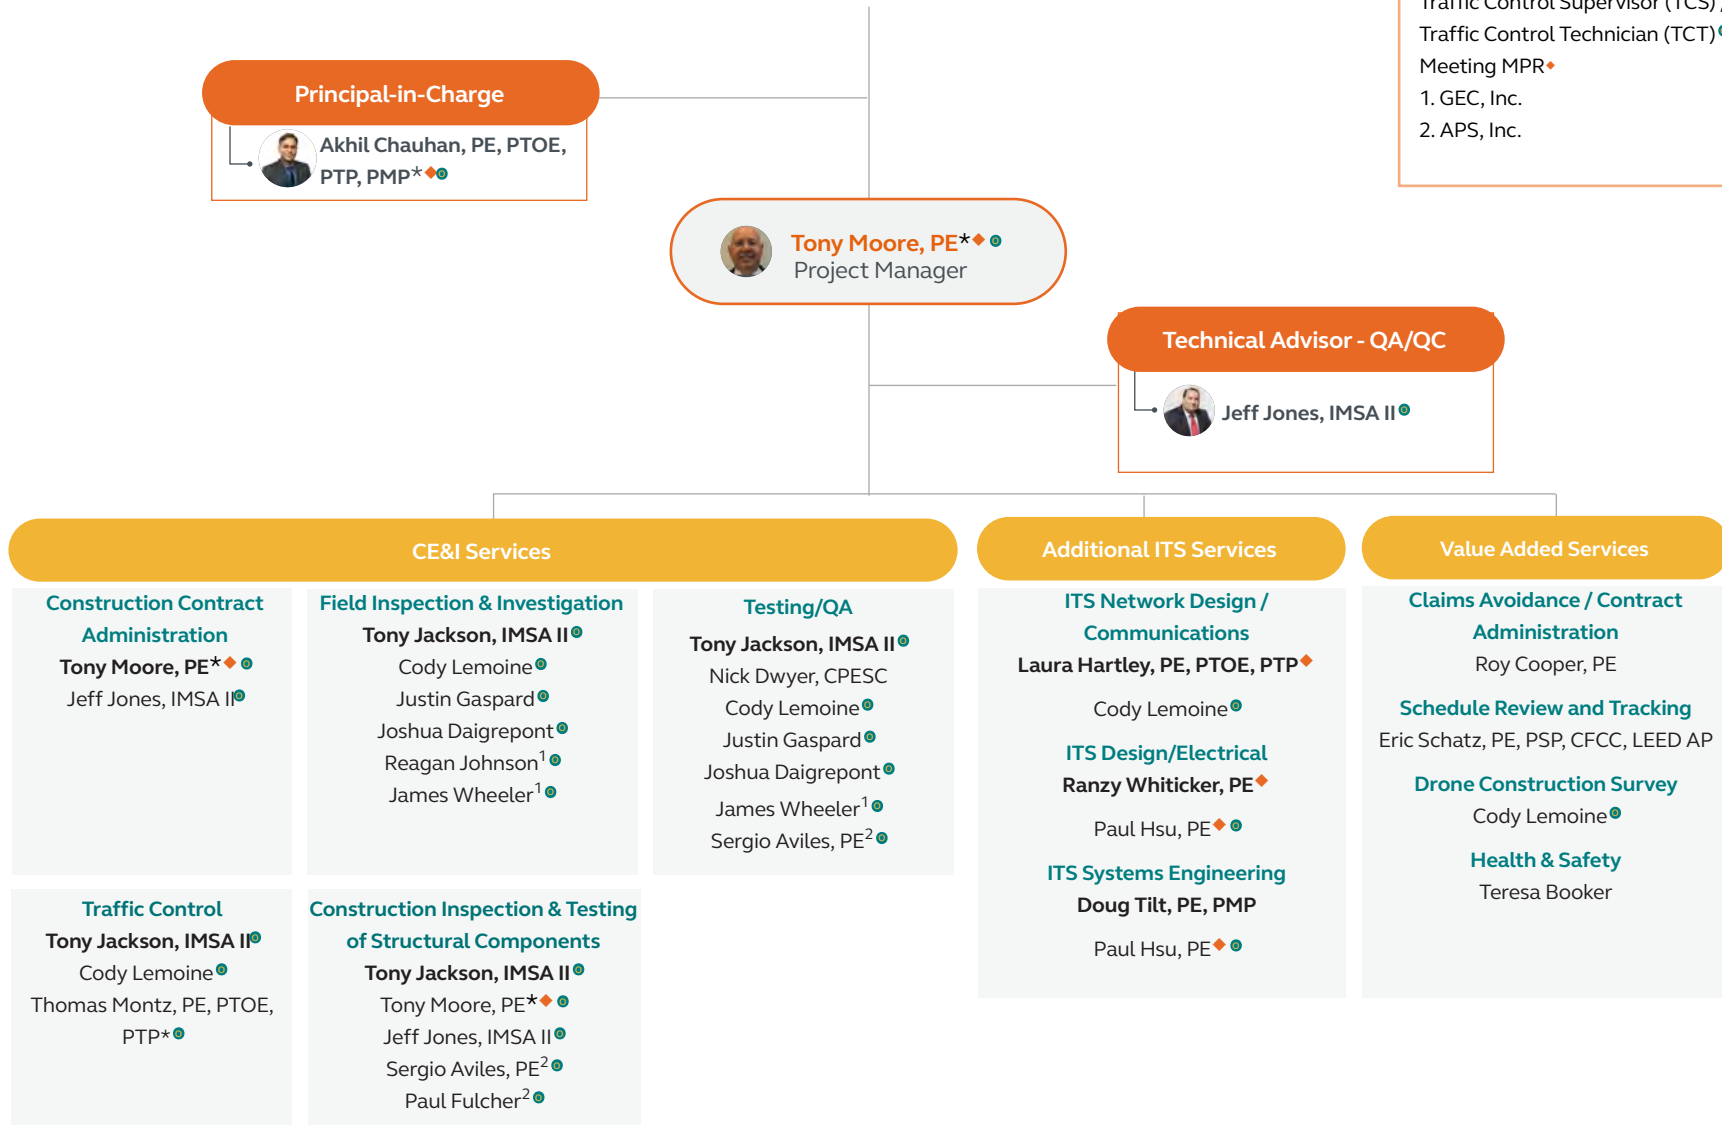 Traffic Control Supervisor (TCS) /
Traffic Control Technician (TCT)
Meeting MPR◆
1. GEC, Inc.
2. APS, Inc.
Principal-in-Charge
Akhil Chauhan, PE, PTOE,
PTP, PMP*◆
Tony Moore, PE*◆
Project Manager
Technical Advisor - QA/QC
Jeff Jones, IMSA II
CE&I Services
Construction Contract
Administration
Tony Moore, PE*◆
Jeff Jones, IMSA II
Field Inspection & Investigation
Tony Jackson, IMSA II
Cody Lemoine
Justin Gaspard
Joshua Daigrepont
Reagan Johnson1
James Wheeler1
Testing/QA
Tony Jackson, IMSA II
Nick Dwyer, CPESC
Cody Lemoine
Justin Gaspard
Joshua Daigrepont
James Wheeler1
Sergio Aviles, PE2
Traffic Control
Tony Jackson, IMSA II
Cody Lemoine
Thomas Montz, PE, PTOE,
PTP*
Construction Inspection & Testing
of Structural Components
Tony Jackson, IMSA II
Tony Moore, PE*◆
Jeff Jones, IMSA II
Sergio Aviles, PE2
Paul Fulcher2
Additional ITS Services
ITS Network Design /
Communications
Laura Hartley, PE, PTOE, PTP◆
Cody Lemoine
ITS Design/Electrical
Ranzy Whiticker, PE◆
Paul Hsu, PE◆
ITS Systems Engineering
Doug Tilt, PE, PMP
Paul Hsu, PE◆
Value Added Services
Claims Avoidance / Contract
Administration
Roy Cooper, PE
Schedule Review and Tracking
Eric Schatz, PE, PSP, CFCC, LEED AP
Drone Construction Survey
Cody Lemoine
Health & Safety
Teresa Booker